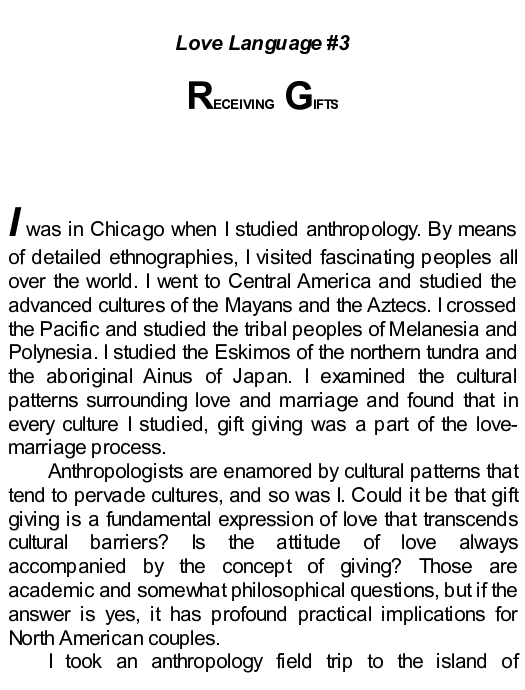 Love Language #3
RECEIVING GIFTS
I was in Chicago when I studied anthropology. By means
of detailed ethnographies, I visited fascinating peoples all
over the world. I went to Central America and studied the
advanced cultures of the Mayans and the Aztecs. I crossed
the Pacific and studied the tribal peoples of Melanesia and
Polynesia. I studied the Eskimos of the northern tundra and
the aboriginal Ainus of Japan. I examined the cultural
patterns surrounding love and marriage and found that in
every culture I studied, gift giving was a part of the love-
marriage process.
Anthropologists are enamored by cultural patterns that
tend to pervade cultures, and so was I. Could it be that gift
giving is a fundamental expression of love that transcends
cultural barriers? Is the attitude of love always
accompanied by the concept of giving? Those are
academic and somewhat philosophical questions, but if the
answer is yes, it has profound practical implications for
North American couples.
I took an anthropology field trip to the island of